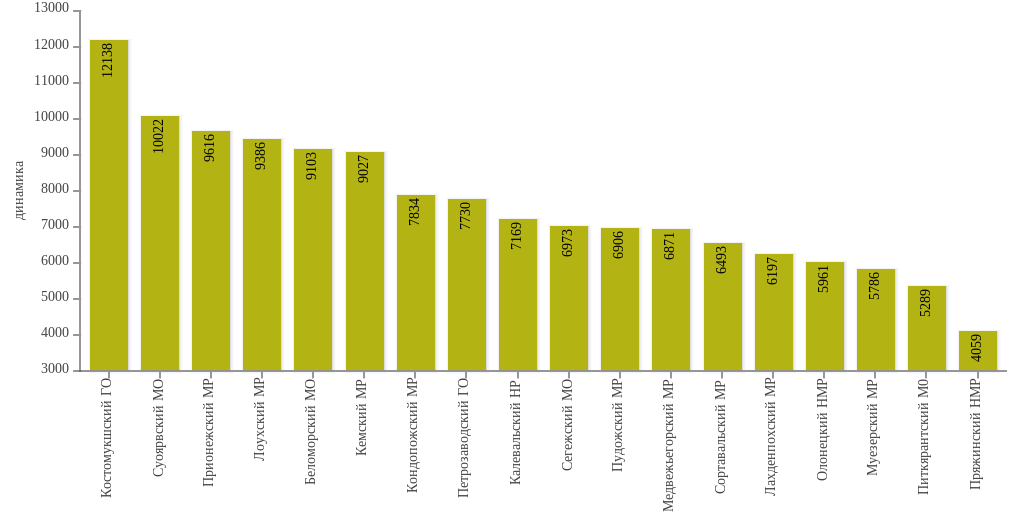 13000
12000
11000
10000
9000
8000
7000
6000
5000
4000
3000
динамика
12138
10022
9616
9386
9103
9027
7834
7730
7169
6973
6906
6871
6493
6197
5961
5786
5289
4059
Костомукшский ГО
Суоярвский МО
Прионежский МР
Лоухский МР
Беломорский МО
Кемский МР
Кондопожский МР
Петрозаводский ГО
Калевальский НР
Сегежский МО
Пудожский МР
Медвежьегорский МР
Сортавальский МР
Лахденпохский МР
Олонецкий НМР
Муезерский МР
Питкярантский М0
Пряжинский НМР